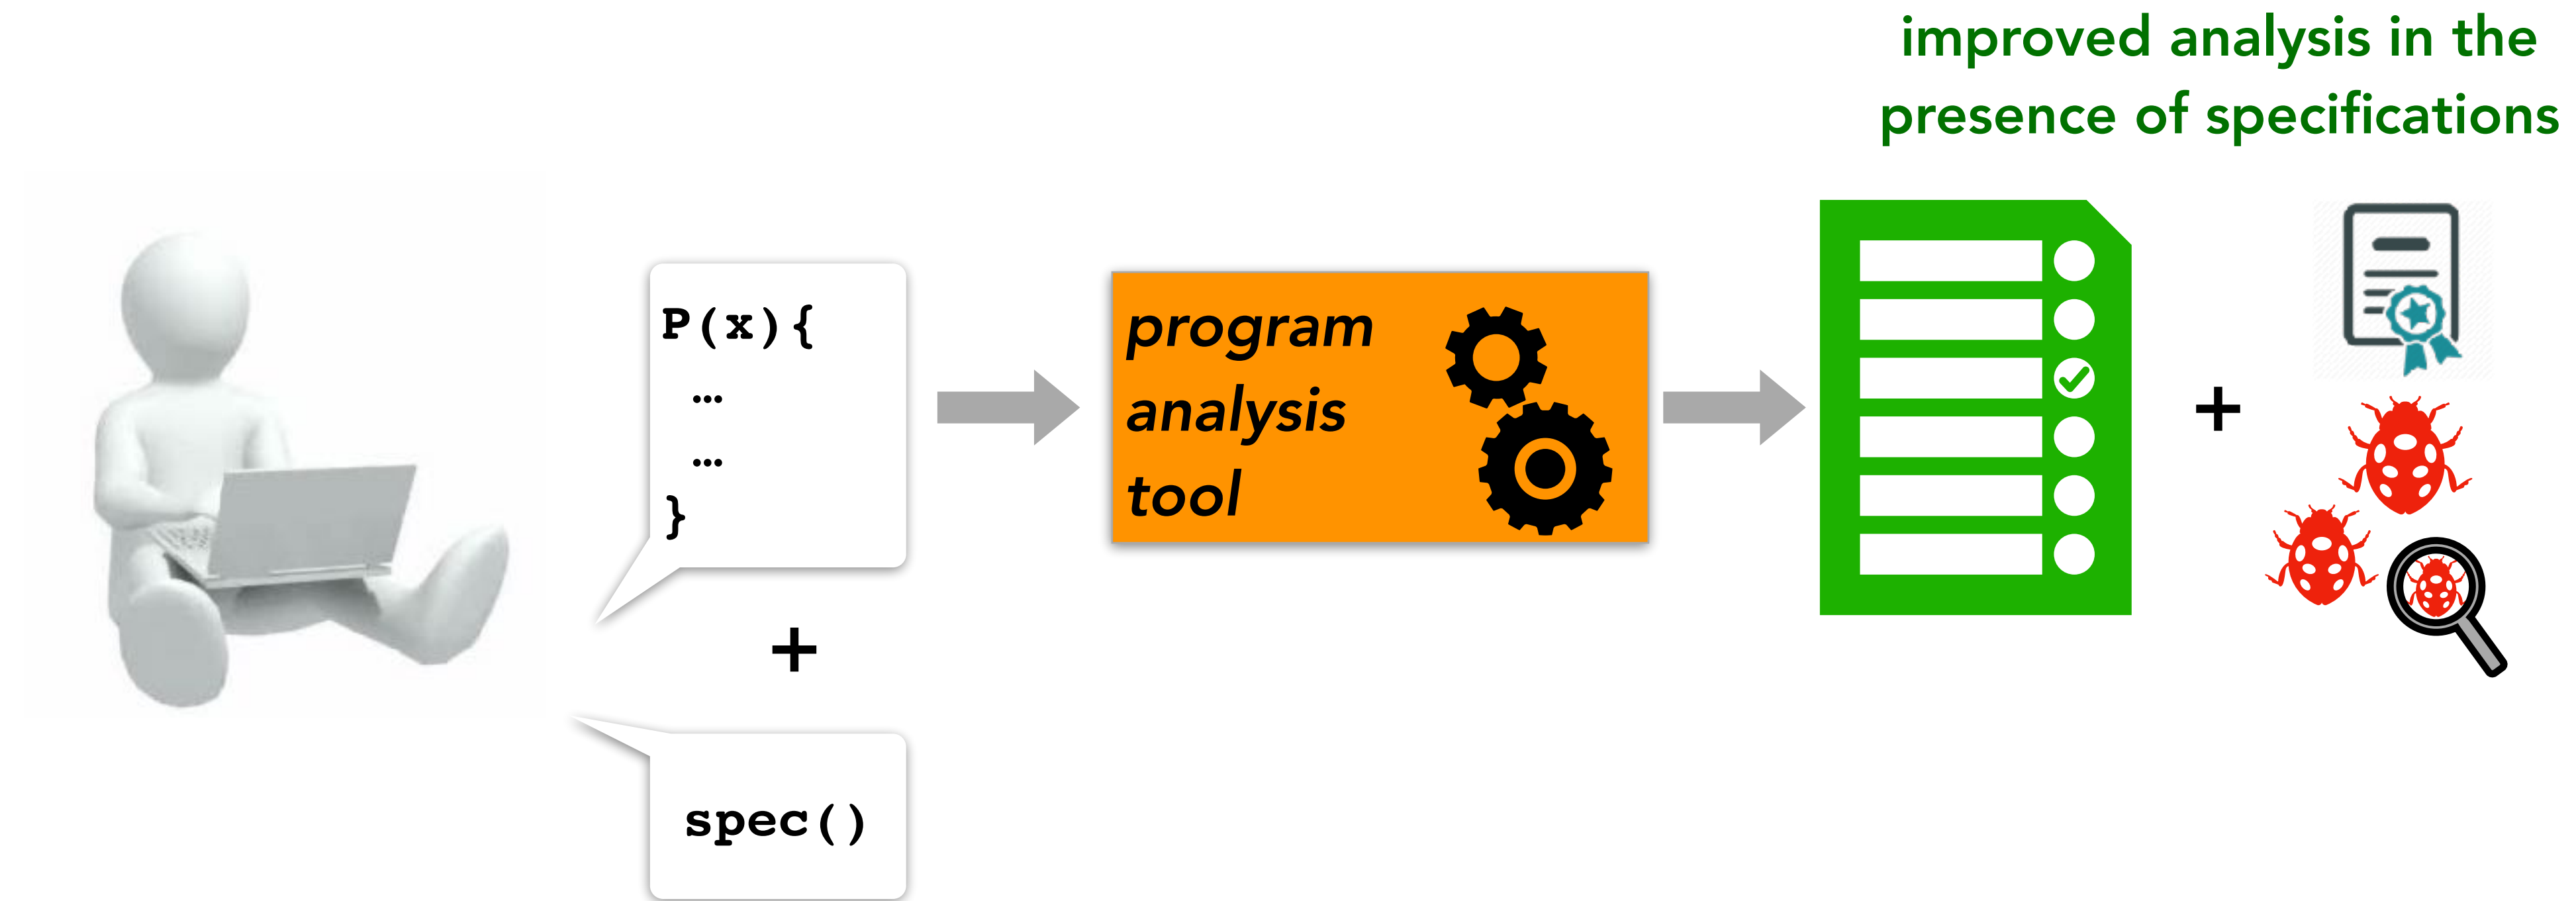 improved analysis in the
presence of specifications
P(x){
…
…
}
+
spec()
program
analysis
tool
+